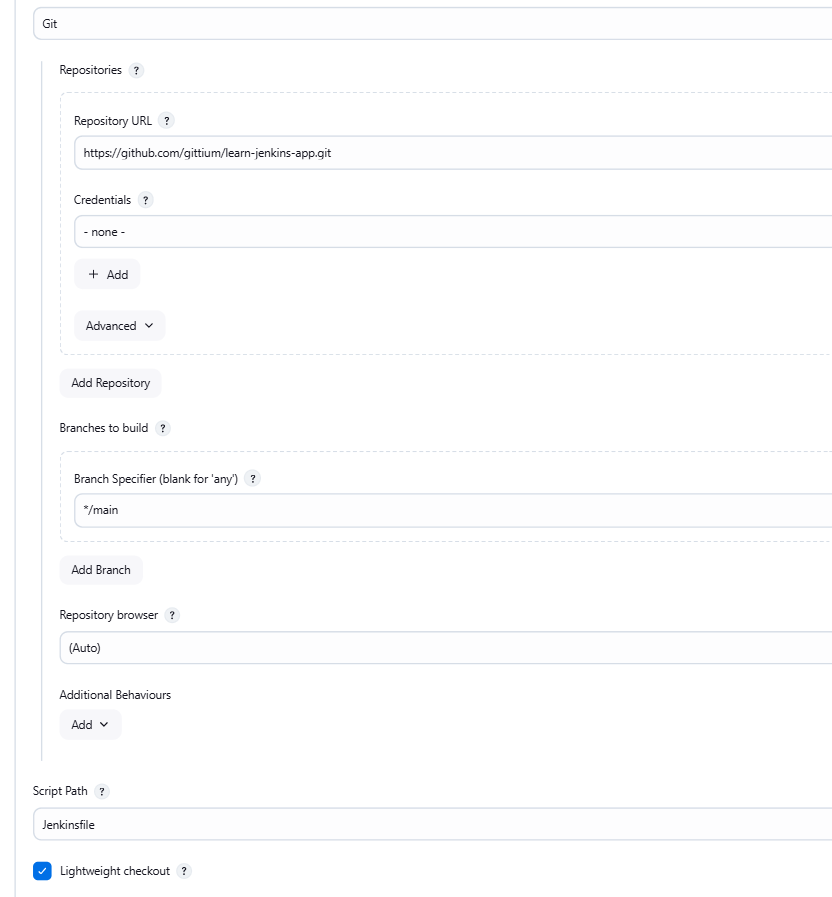 Git
Repositories ?
Repository URL ?
https://github.com/gittium/learn-jenkins-app.git
Credentials ?
- none -
+ Add
Advanced
Add Repository
Branches to build ?
Branch Specifier (blank for 'any') ?
*/main
Add Branch
Repository browser ?
(Auto)
Additional Behaviours
Add
Script Path ?
Jenkinsfile
Lightweight checkout ?